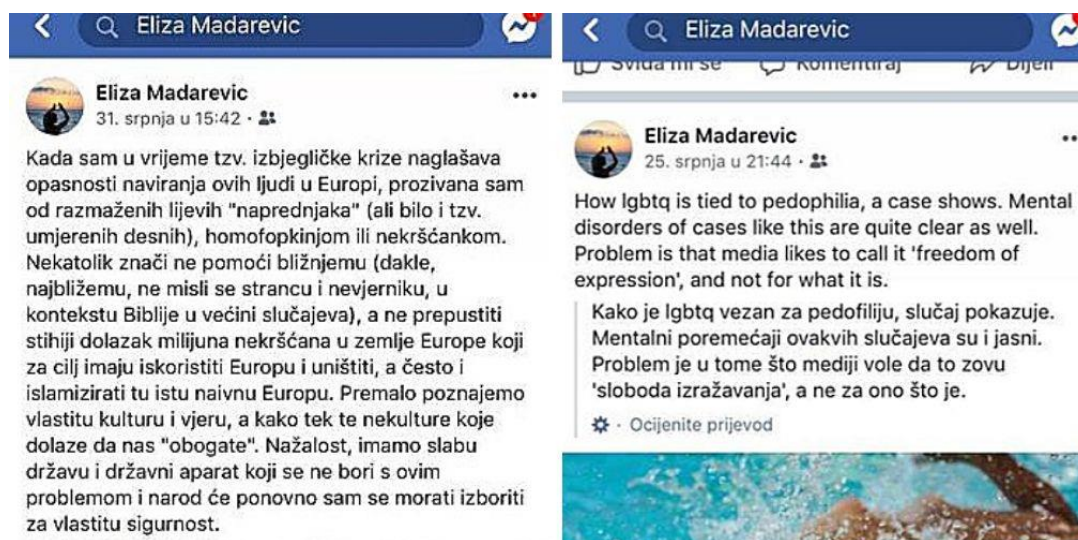 Eliza Madarevic
Eliza Madarevic
31. srpnja u 15:42 ·
Kada sam u vrijeme tzv. izbjegličke krize naglašava
opasnosti naviranja ovih ljudi u Europi, prozivana sam
od razmaženih lijevih "naprednjaka" (ali bilo i tzv.
umjerenih desnih), homofopkinjom ili nekršćankom.
Nekatolik znači ne pomoći bližnjemu (dakle,
najbližemu, ne misli se strancu i nevjerniku, u
kontekstu Biblije u većini slučajeva), a ne prepustiti
stihiji dolazak milijuna nekršćana u zemlje Europe koji
za cilj imaju iskoristiti Europu i uništiti, a često i
islamizirati tu istu naivnu Europu. Premalo poznajemo
vlastitu kulturu i vjeru, a kako tek te nekulture koje
dolaze da nas "obogate". Nažalost, imamo slabu
državu i državni aparat koji se ne bori s ovim
problemom i narod će ponovno sam se morati izboriti
za vlastitu sigurnost.
Eliza Madarevic
Sviđa mi se Komentiraj Dijeli
Eliza Madarevic
25. srpnja u 21:44 ·
How lgbtq is tied to pedophilia, a case shows. Mental
disorders of cases like this are quite clear as well.
Problem is that media likes to call it 'freedom of
expression', and not for what it is.
Kako je lgbtq vezan za pedofiliju, slučaj pokazuje.
Mentalni poremećaji ovakvih slučajeva su i jasni.
Problem je u tome što mediji vole da to zovu
'sloboda izražavanja', a ne za ono što je.
· Ocijenite prijevod